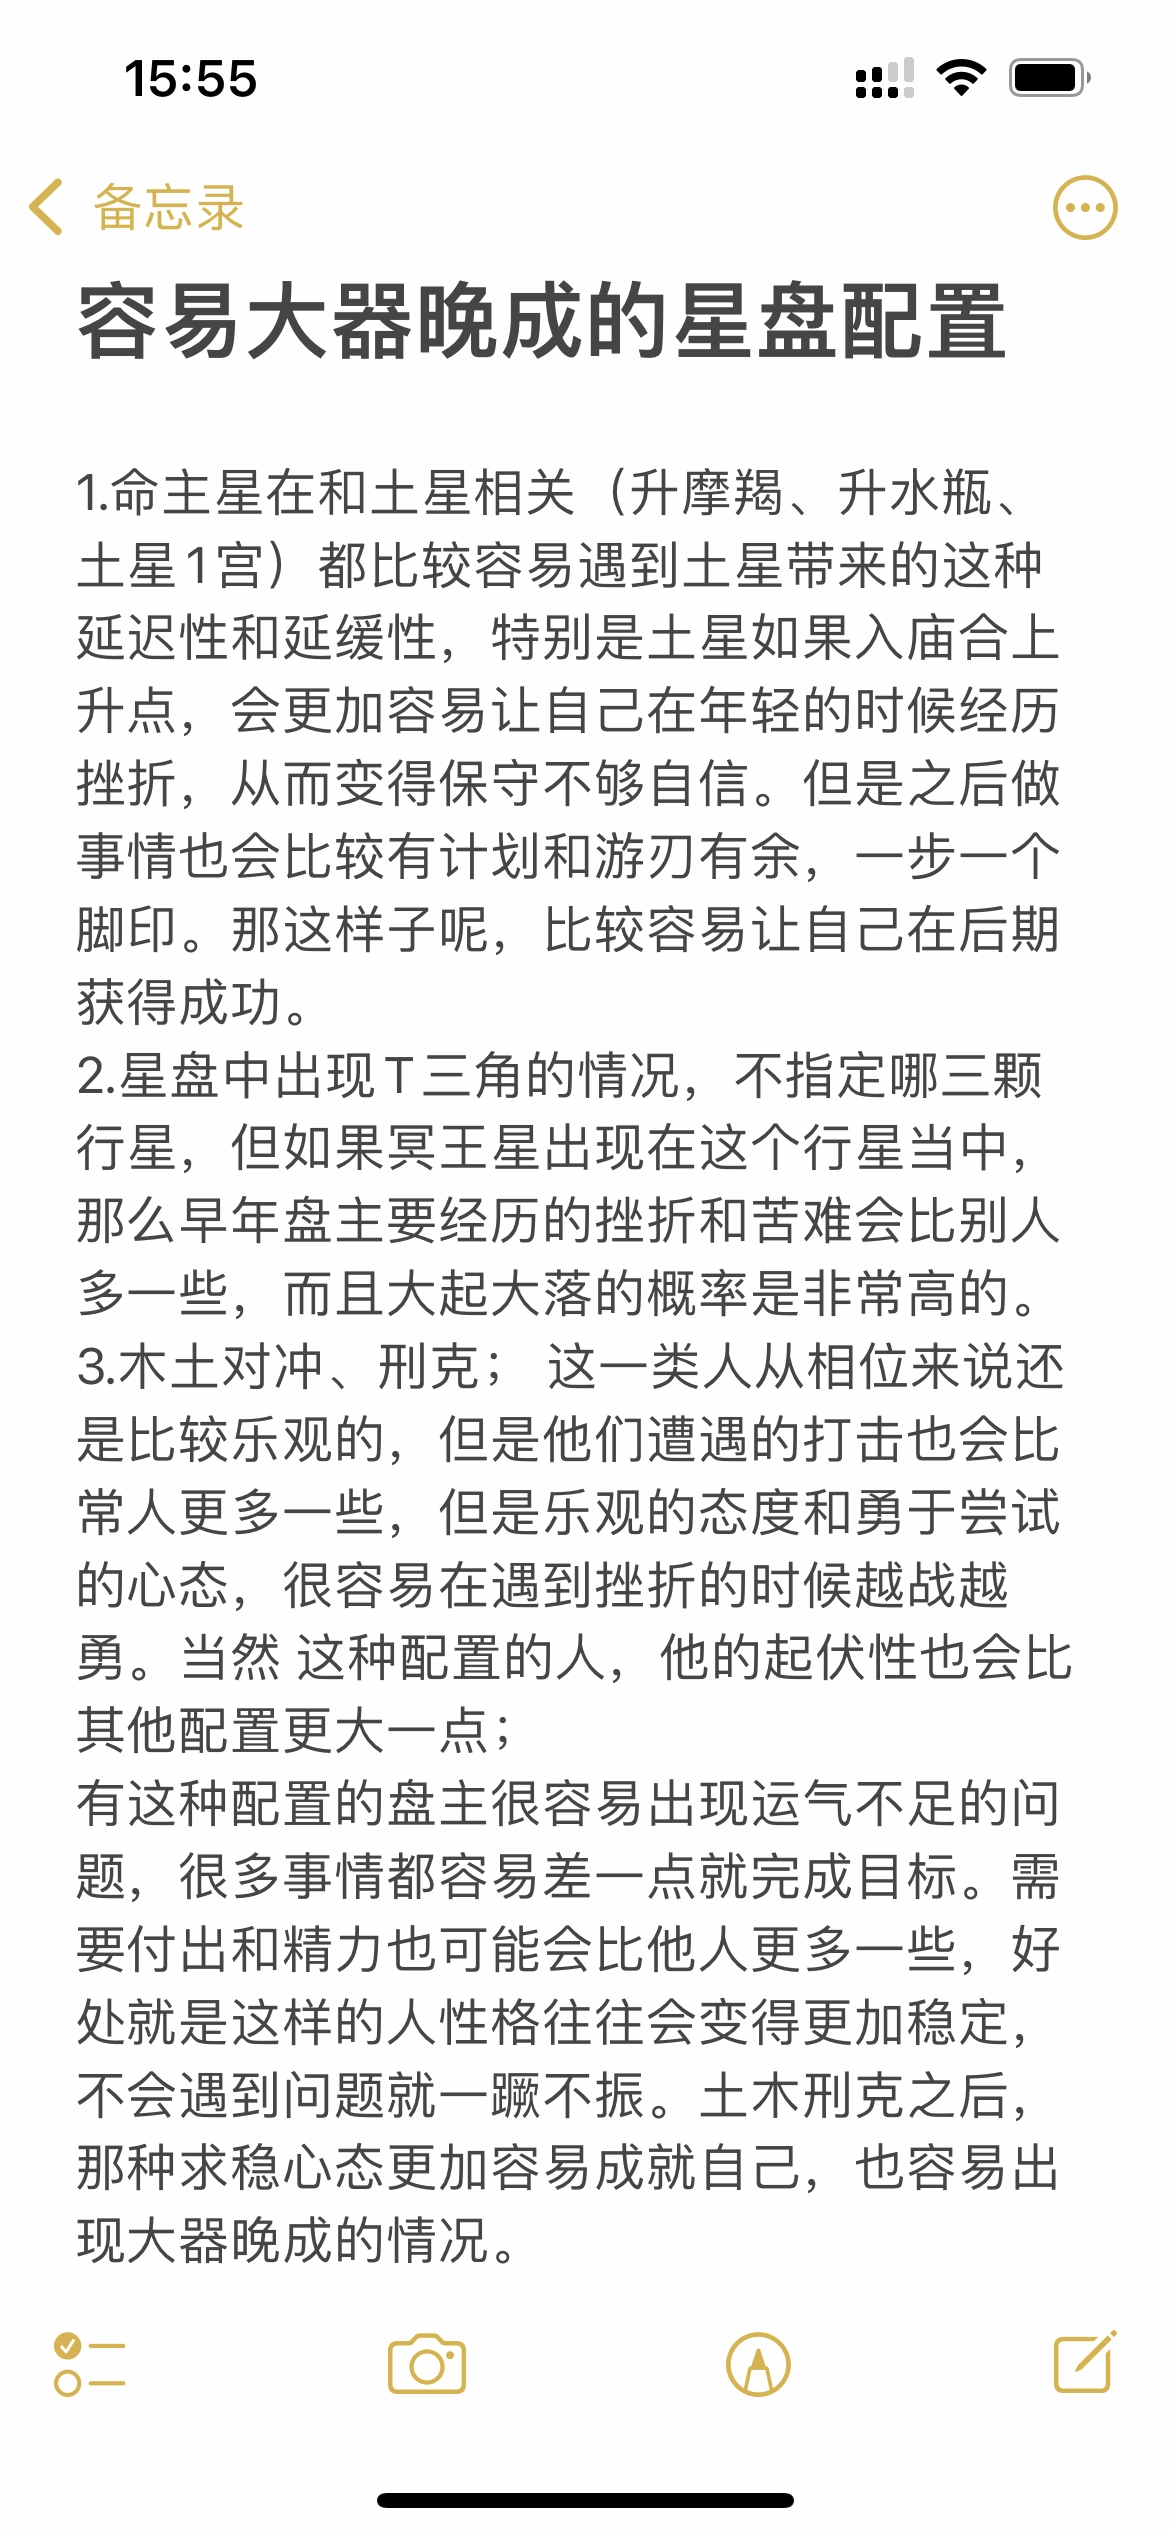 15:55
备忘录
容易大器晚成的星盘配置
1.命主星在和土星相关（升摩羯、升水瓶、
土星1宫）都比较容易遇到土星带来的这种
延迟性和延缓性，特别是土星如果入庙合上
升点，会更加容易让自己在年轻的时候经历
挫折，从而变得保守不够自信。但是之后做
事情也会比较有计划和游刃有余，一步一个
脚印。那这样子呢，比较容易让自己在后期
获得成功。
2.星盘中出现T三角的情况，不指定哪三颗
行星，但如果冥王星出现在这个行星当中，
那么早年盘主要经历的挫折和苦难会比别人
多一些，而且大起大落的概率是非常高的。
3.木土对冲、刑克； 这一类人从相位来说还
是比较乐观的，但是他们遭遇的打击也会比
常人更多一些，但是乐观的态度和勇于尝试
的心态，很容易在遇到挫折的时候越战越
勇。当然 这种配置的人，他的起伏性也会比
其他配置更大一点；
有这种配置的盘主很容易出现运气不足的问
题，很多事情都容易差一点就完成目标。需
要付出和精力也可能会比他人更多一些，好
处就是这样的人性格往往会变得更加稳定，
不会遇到问题就一蹶不振。土木刑克之后，
那种求稳心态更加容易成就自己，也容易出
现大器晚成的情况。